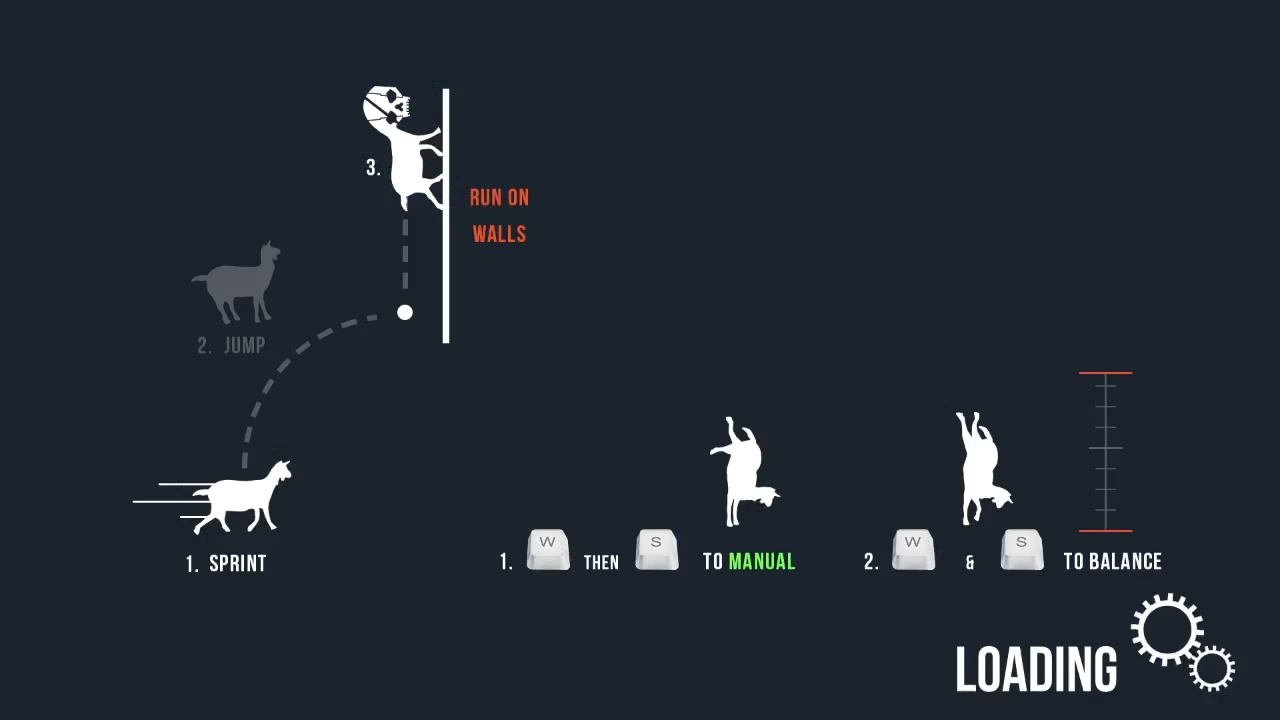 3.
RUN ON
WALLS
2. JUMP
1. SPRINT
1. W THEN S TO MANUAL
2. W & S TO BALANCE
LOADING